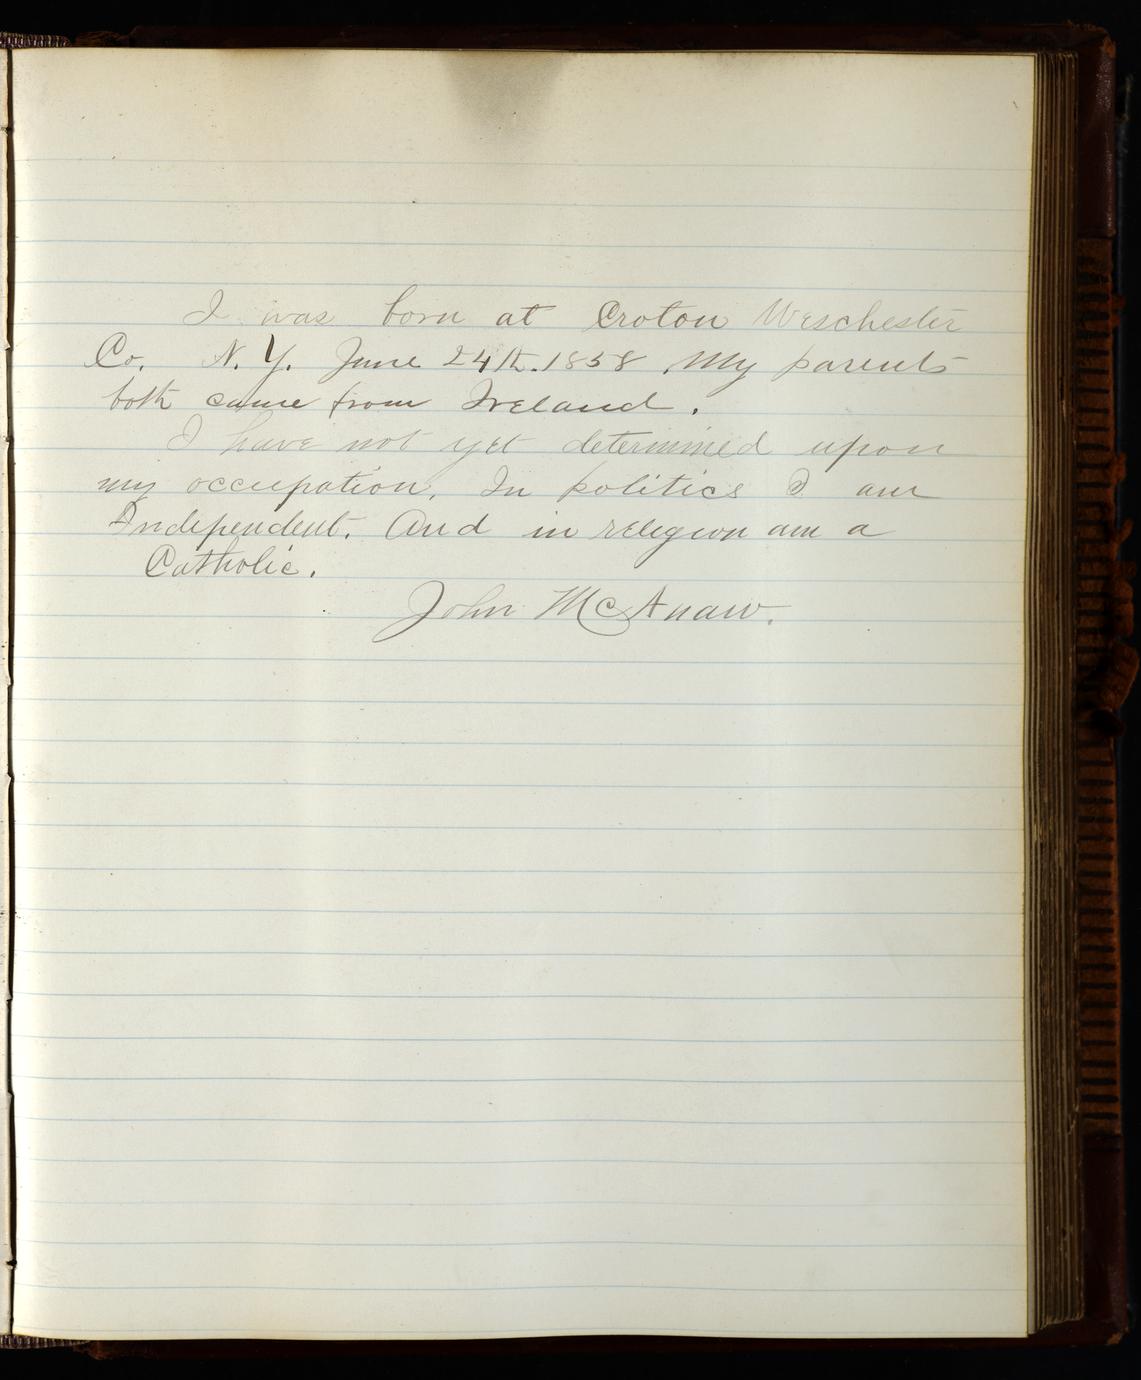 I was born at Croton Weschester
Co. N. Y. June 24th. 1858. My parents
both came from Ireland.
I have not yet determined upon
my occupation. In politics I am
Independent. And in religion am a
Catholic.
John McAnaw.